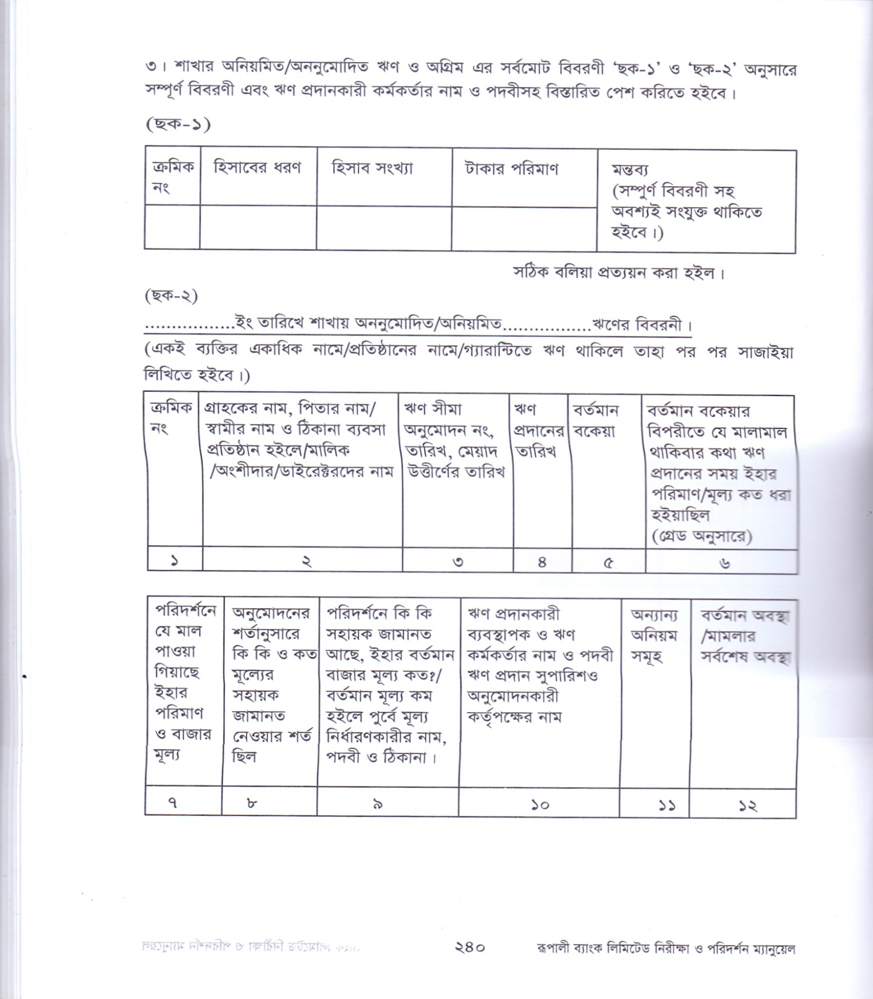 ৩। শাখার অনিয়মিত/অননুমোদিত ঋণ ও অগ্রিম এর সর্বমোট বিবরণী ‘ছক-১’ ও ‘ছক-২’ অনুসারে
সম্পূর্ণ বিবরণী এবং ঋণ প্রদানকারী কর্মকর্তার নাম ও পদবীসহ বিস্তারিত পেশ করিতে হইবে।
(ছক-১)
ক্রমিক নং
হিসাবের ধরণ
হিসাব সংখ্যা
টাকার পরিমাণ
মন্তব্য
(সম্পুর্ণ বিবরণী সহ
অবশ্যই সংযুক্ত থাকিতে
হইবে।)
সঠিক বলিয়া প্রত্যয়ন করা হইল।
(ছক-২)
.................ইং তারিখে শাখায় অননুমোদিত/অনিয়মিত.................ঋণের বিবরনী।
(একই ব্যক্তির একাধিক নামে/প্রতিষ্ঠানের নামে/গ্যারান্টিতে ঋণ থাকিলে তাহা পর পর সাজাইয়া
লিখিতে হইবে।)
ক্রমিক
নং
গ্রাহকের নাম, পিতার নাম/
স্বামীর নাম ও ঠিকানা ব্যবসা
প্রতিষ্ঠান হইলে/মালিক
/অংশীদার/ডাইরেক্টরদের নাম
ঋণ সীমা
অনুমোদন নং,
তারিখ, মেয়াদ
উত্তীর্ণের তারিখ
ঋণ
প্রদানের
তারিখ
বর্তমান
বকেয়া
বর্তমান বকেয়ার
বিপরীতে যে মালামাল
থাকিবার কথা ঋণ
প্রদানের সময় ইহার
পরিমাণ/মূল্য কত ধরা
হইয়াছিল
(গ্রেড অনুসারে)
১ ২ ৩ ৪ ৫ ৬
পরিদর্শনে
যে মাল
পাওয়া
গিয়াছে
ইহার
পরিমাণ
ও বাজার
মূল্য
অনুমোদনের
শর্তানুসারে
কি কি ও কত
মূল্যের
সহায়ক
জামানত
নেওয়ার শর্ত
ছিল
পরিদর্শনে কি কি
সহায়ক জামানত
আছে, ইহার বর্তমান
বাজার মূল্য কত?/
বর্তমান মূল্য কম
হইলে পুর্বে মূল্য
নির্ধারণকারীর নাম,
পদবী ও ঠিকানা।
ঋণ প্রদানকারী
ব্যবস্থাপক ও ঋণ
কর্মকর্তার নাম ও পদবী
ঋণ প্রদান সুপারিশও
অনুমোদনকারী
কর্তৃপক্ষের নাম
অন্যান্য
অনিয়ম
সমূহ
বর্তমান অবস্থা
/মামলার
সর্বশেষ অবস্থা
৭ ৮ ৯ ১০ ১১ ১২
২৪০ রূপালী ব্যাংক লিমিটেড নিরীক্ষা ও পরিদর্শন ম্যানুয়েল